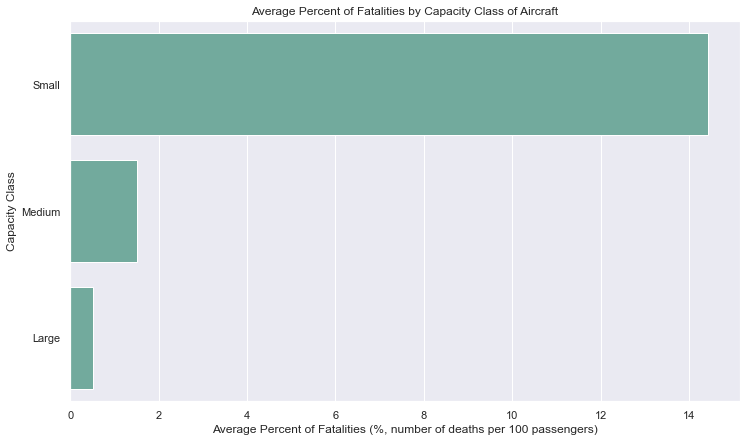 Average Percent of Fatalities by Capacity Class of Aircraft
Capacity Class
Small
Medium
Large
0 2 4 6 8 10 12 14
Average Percent of Fatalities (%, number of deaths per 100 passengers)